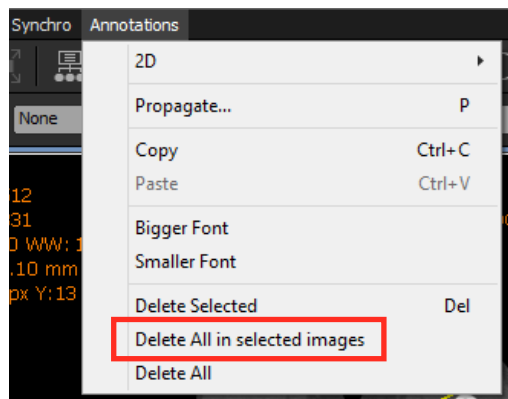 Synchro Annotations
2D
None
Propagate... P
Copy Ctrl+C
Paste Ctrl+V
12
31
Bigger Font
0 WW: 1
.10 mm
Smaller Font
px Y:13
Delete Selected Del
Delete All in selected images
Delete All